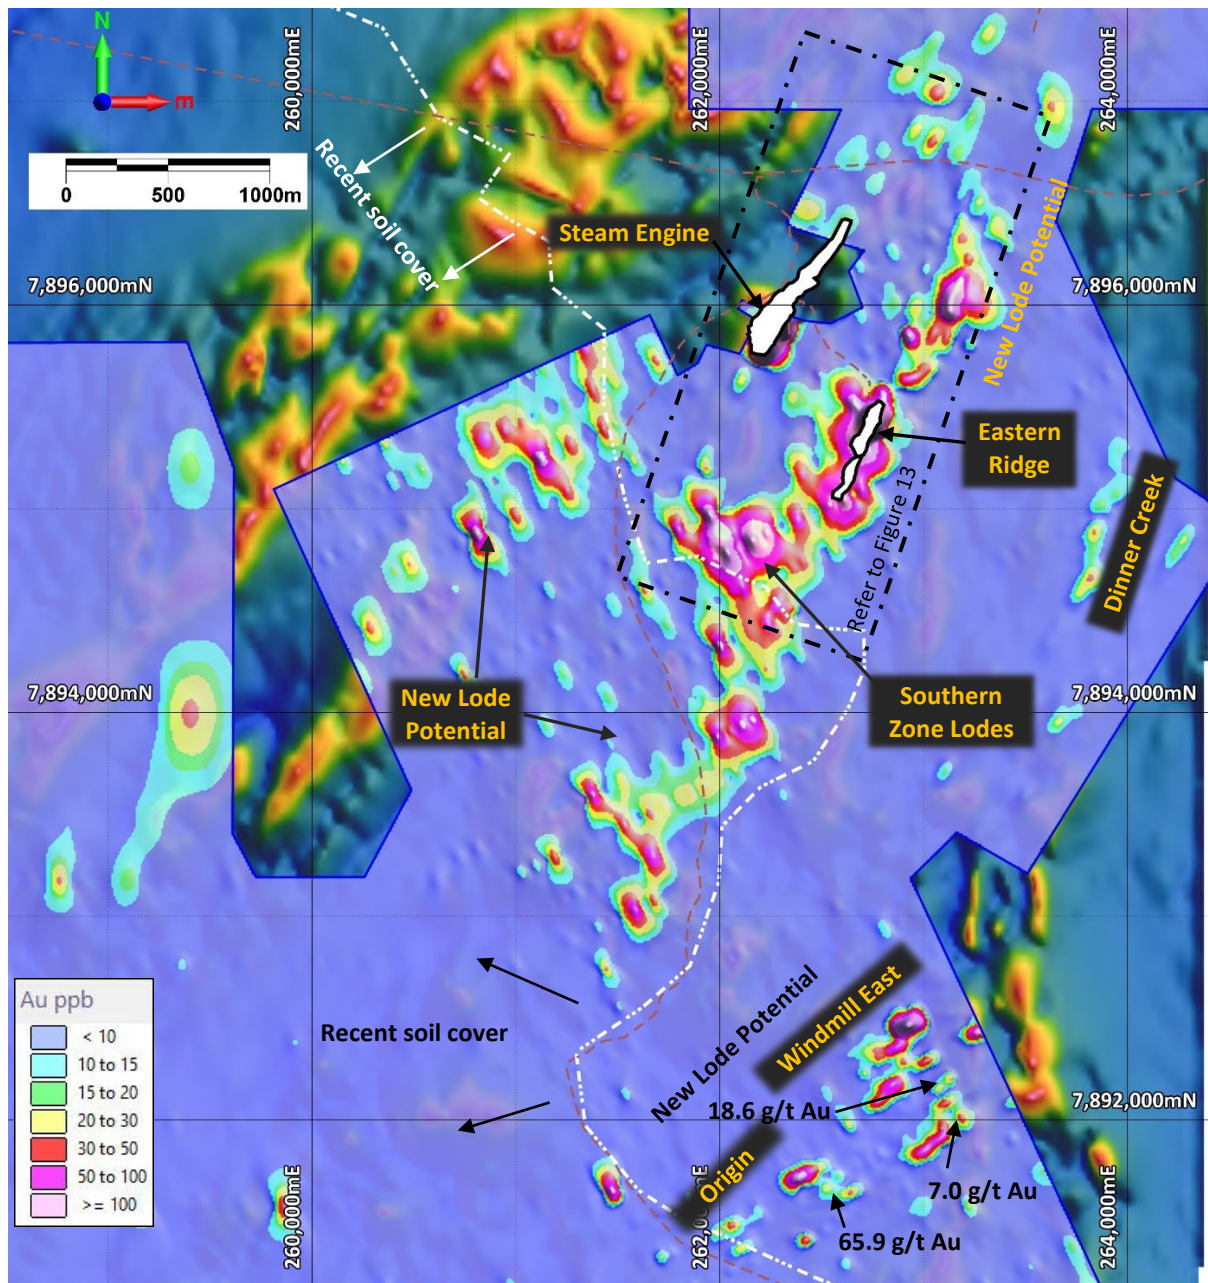 N
E
260,000mE
262,000mE
264,000mE
0 500 1000m
Recent soil cover
Steam Engine
New Lode Potential
7,896,000mN
7,896,000mN
Eastern
Ridge
Dinner Creek
Refer to Figure 13
7,894,000mN
7,894,000mN
New Lode
Potential
Southern
Zone Lodes
Au ppb
< 10
10 to 15
15 to 20
20 to 30
30 to 50
50 to 100
>= 100
Recent soil cover
New Lode Potential
Windmill East
18.6 g/t Au
7,892,000mN
Origin
7.0 g/t Au
65.9 g/t Au
260,000mE
262,000mE
264,000mE